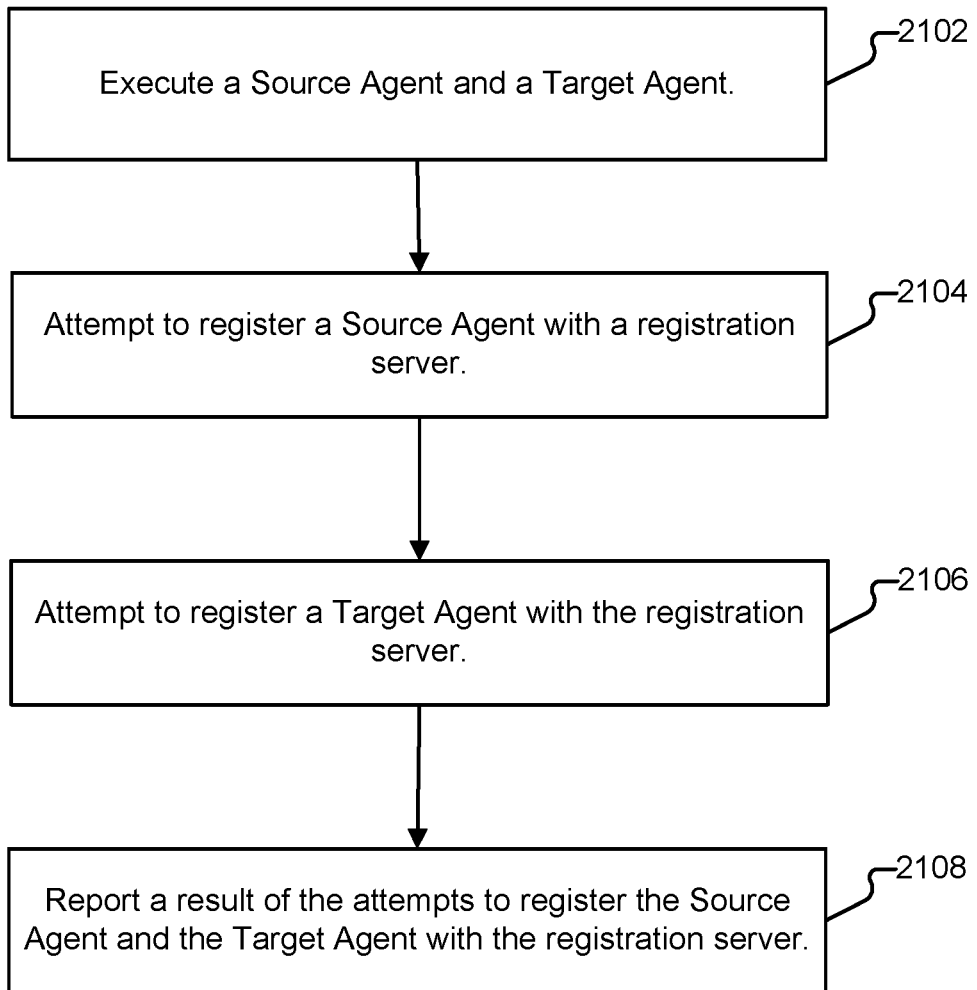 2102
Execute a Source Agent and a Target Agent.
2104
Attempt to register a Source Agent with a registration
server.
2106
Attempt to register a Target Agent with the registration
server.
2108
Report a result of the attempts to register the Source
Agent and the Target Agent with the registration server.